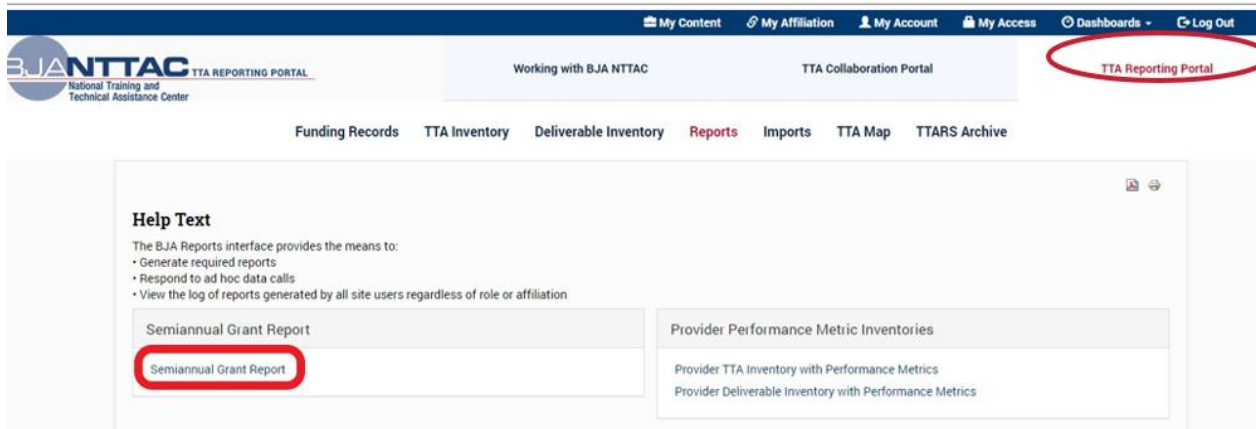 My Content My Affiliation My Account My Access Dashboards Log Out
BJA NTTAC TTA REPORTING PORTAL
National Training and
Technical Assistance Center
Working with BJA NTTAC TTA Collaboration Portal TTA Reporting Portal
Funding Records TTA Inventory Deliverable Inventory Reports Imports TTA Map TTARS Archive
Help Text
The BJA Reports interface provides the means to:
• Generate required reports
• Respond to ad hoc data calls
• View the log of reports generated by all site users regardless of role or affiliation
Semiannual Grant Report
Semiannual Grant Report
Provider Performance Metric Inventories
Provider TTA Inventory with Performance Metrics
Provider Deliverable Inventory with Performance Metrics